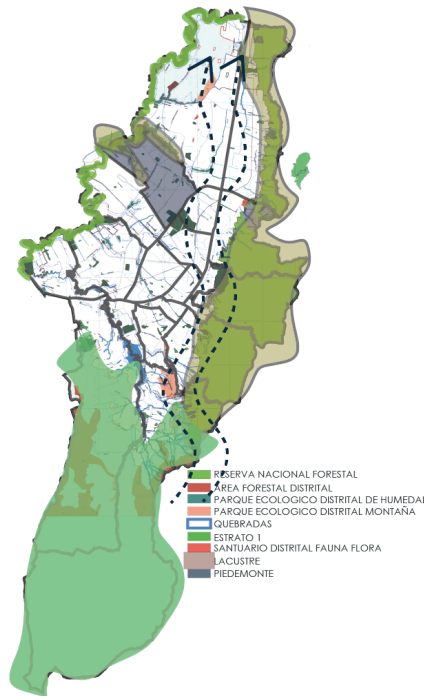 RESERVA NACIONAL FORESTAL
AREA FORESTAL DISTRITAL
PARQUE ECOLOGICO DISTRITAL DE HUMEDAL
PARQUE ECOLOGICO DISTRITAL MONTAÑA
QUEBRADAS
ESTRATO 1
SANTUARIO DISTRITAL FAUNA FLORA
LACUSTRE
PIEDEMONTE